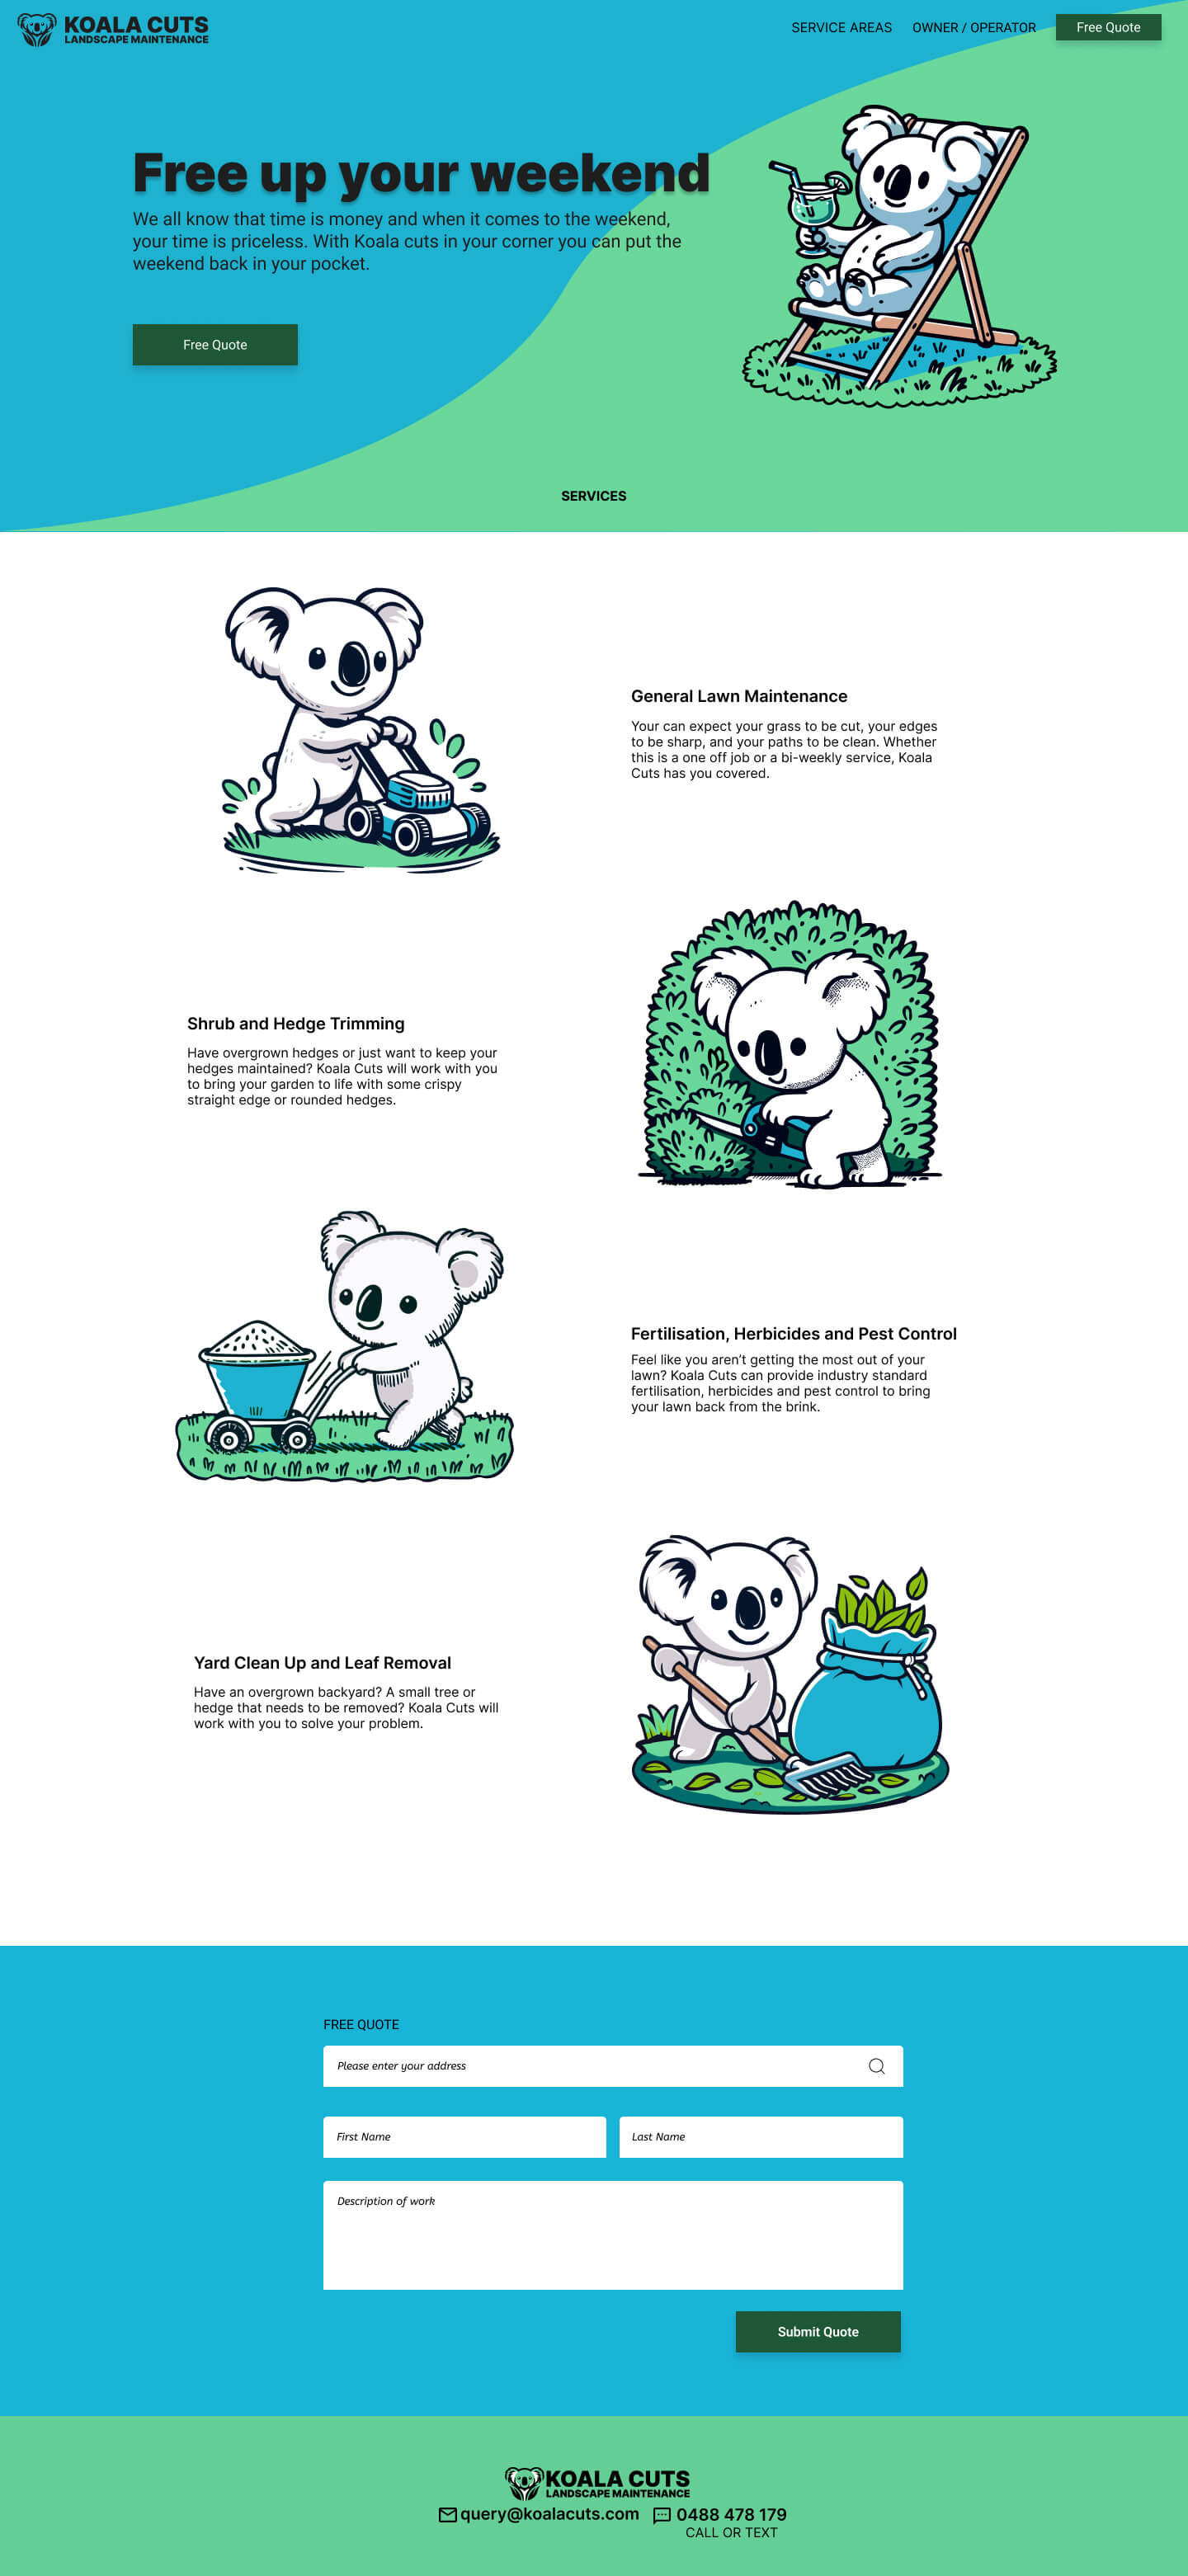 KOALA CUTS
LANDSCAPE MAINTENANCE
SERVICE AREAS
OWNER / OPERATOR
Free Quote
Free up your weekend
We all know that time is money and when it comes to the weekend,
your time is priceless. With Koala cuts in your corner you can put the
weekend back in your pocket.
Free Quote
SERVICES
General Lawn Maintenance
Your can expect your grass to be cut, your edges
to be sharp, and your paths to be clean. Whether
this is a one off job or a bi-weekly service, Koala
Cuts has you covered.
Shrub and Hedge Trimming
Have overgrown hedges or just want to keep your
hedges maintained? Koala Cuts will work with you
to bring your garden to life with some crispy
straight edge or rounded hedges.
Fertilisation, Herbicides and Pest Control
Feel like you aren’t getting the most out of your
lawn? Koala Cuts can provide industry standard
fertilisation, herbicides and pest control to bring
your lawn back from the brink.
Yard Clean Up and Leaf Removal
Have an overgrown backyard? A small tree or
hedge that needs to be removed? Koala Cuts will
work with you to solve your problem.
FREE QUOTE
Please enter your address
First Name
Last Name
Description of work
Submit Quote
KOALA CUTS
LANDSCAPE MAINTENANCE
query@koalacuts.com
0488 478 179
CALL OR TEXT